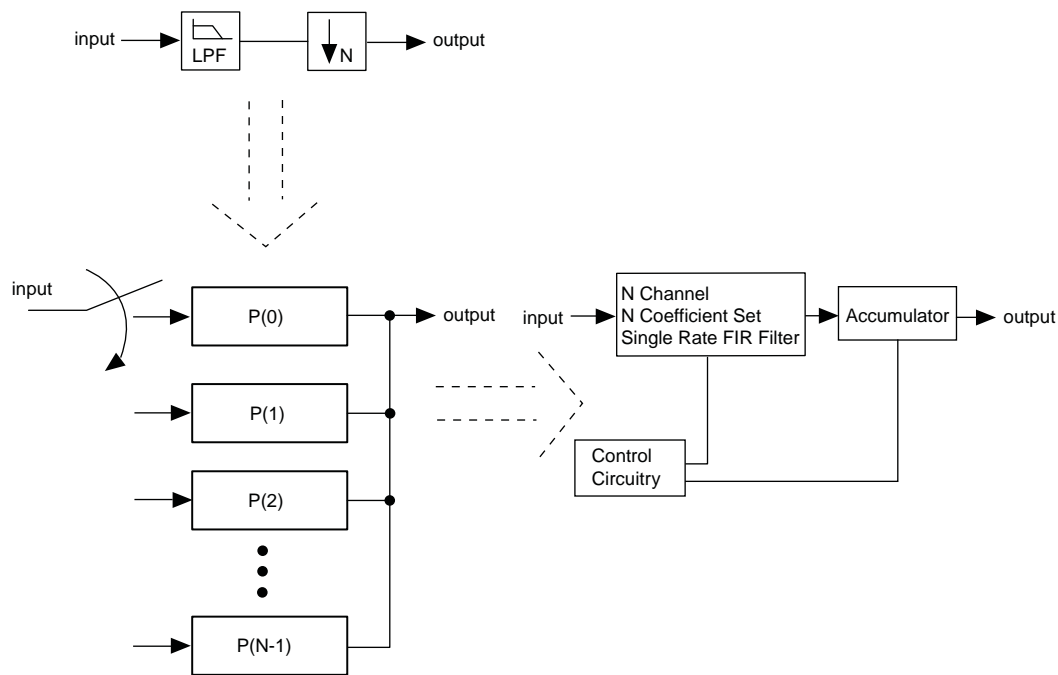 input
LPF
N
output
input
P(0)
output
P(1)
P(2)
P(N-1)
input
N Channel
N Coefficient Set
Single Rate FIR Filter
Accumulator
output
Control
Circuitry